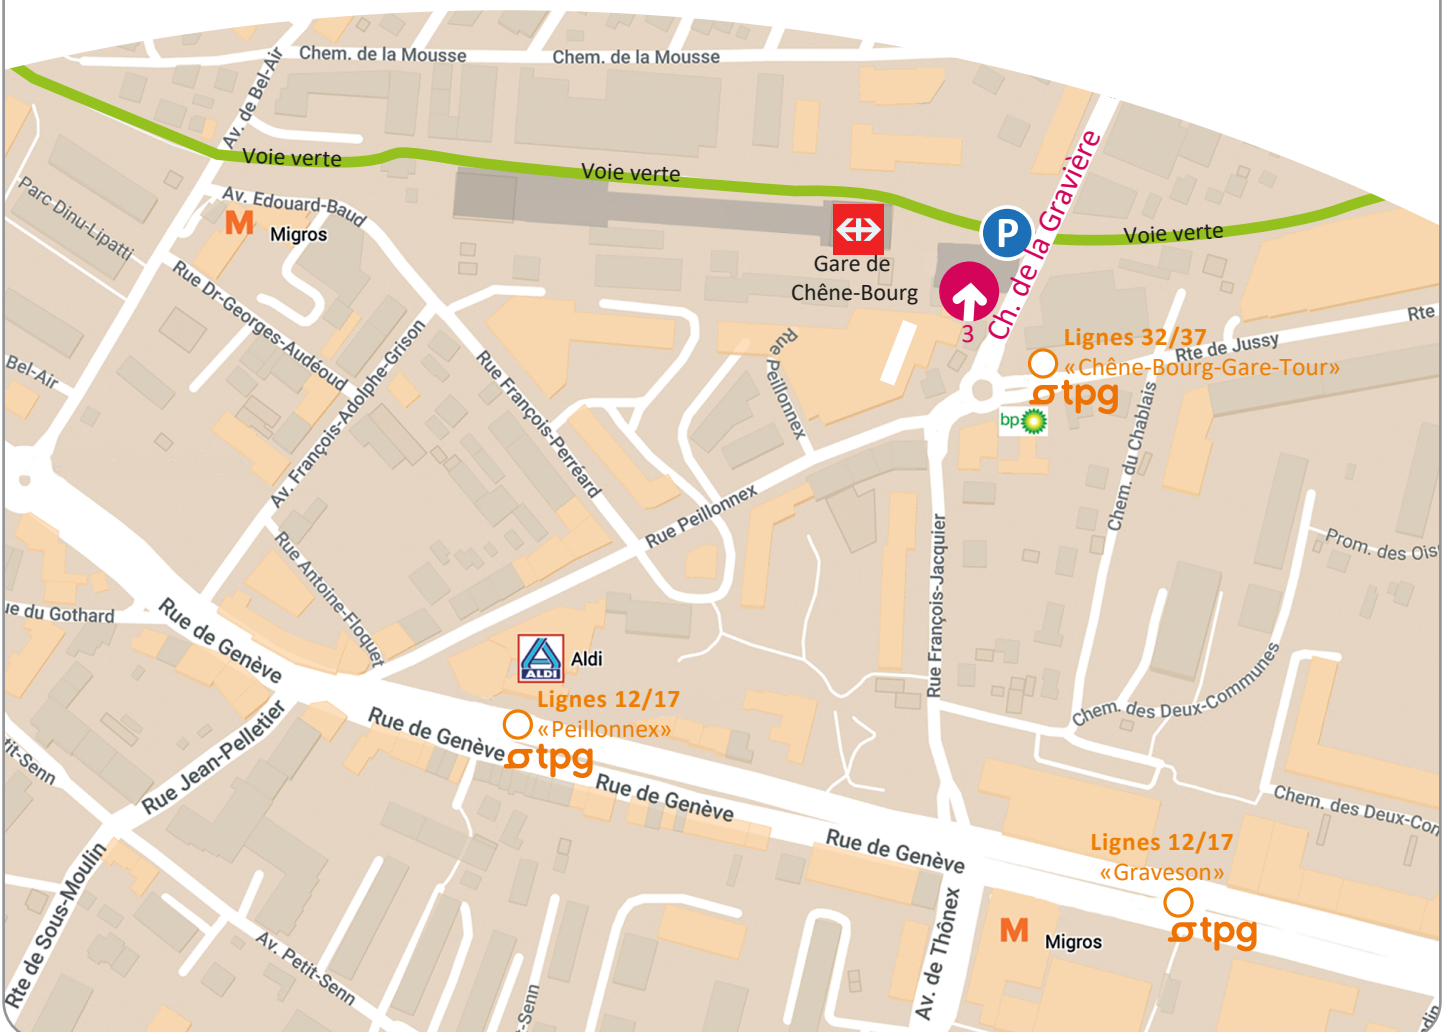 Chem. de la Mousse
Chem. de la Mousse
Av. de Bel-Air
Voie verte
Voie verte
Voie verte
Ch. de la Gravière
Parc Dinu-Lipatti
Av. Edouard-Baud
M
Migros
P
Gare de
Chêne-Bourg
3
Rue Dr-Georges-Audéoud
Av. François-Adolphe-Grison
Rue François-Perréard
Rue Peillonnex
Lignes 32/37
«Chêne-Bourg-Gare-Tour»
tpg
Rte de Jussy
Rte
bp
Bel-Air
Chem. du Chablais
Rue Peillonnex
Rue François-Jacquier
Prom. des Ois
Rue Antoine-Floquet
ue du Gothard
Rue de Genève
ALDI
Aldi
Lignes 12/17
«Peillonnex»
tpg
Chem. des Deux-Communes
Rue Jean-Pelletier
Rue de Genève
Rue de Genève
Rue de Genève
tit-Senn
Chem. des Deux-Con
Lignes 12/17
«Graveson»
tpg
M
Migros
Av. de Thônex
Rte de Sous-Moulin
Av. Petit-Senn
-Senn